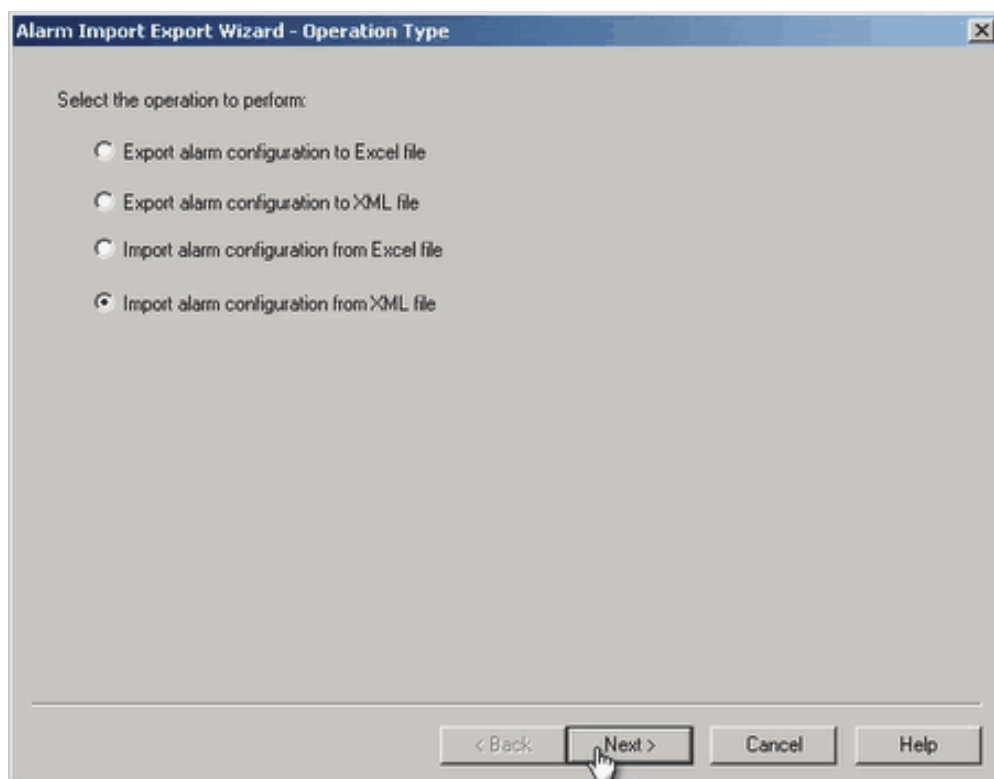 Alarm Import Export Wizard - Operation Type
Select the operation to perform:
Export alarm configuration to Excel file
Export alarm configuration to XML file
Import alarm configuration from Excel file
Import alarm configuration from XML file
< Back Next > Cancel Help